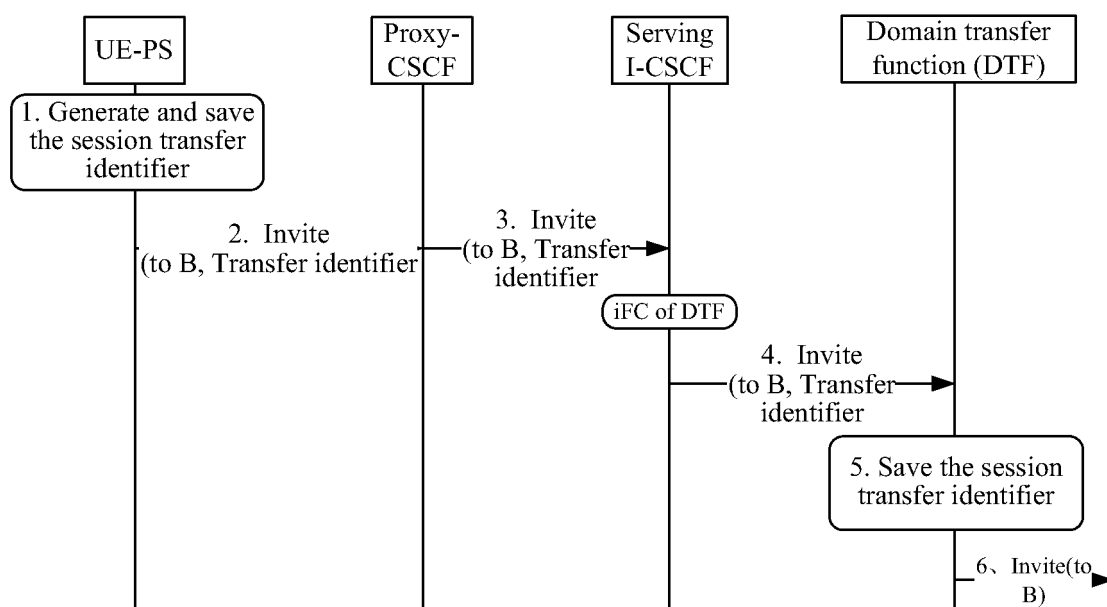 UE-PS
Proxy-
CSCF
Serving
I-CSCF
Domain transfer
function (DTF)
1. Generate and save
the session transfer
identifier
2.  Invite
(to B, Transfer identifier
3.  Invite
(to B, Transfer
identifier
iFC of DTF
4.  Invite
(to B, Transfer
identifier
5. Save the session
transfer identifier
6、Invite(to
B)